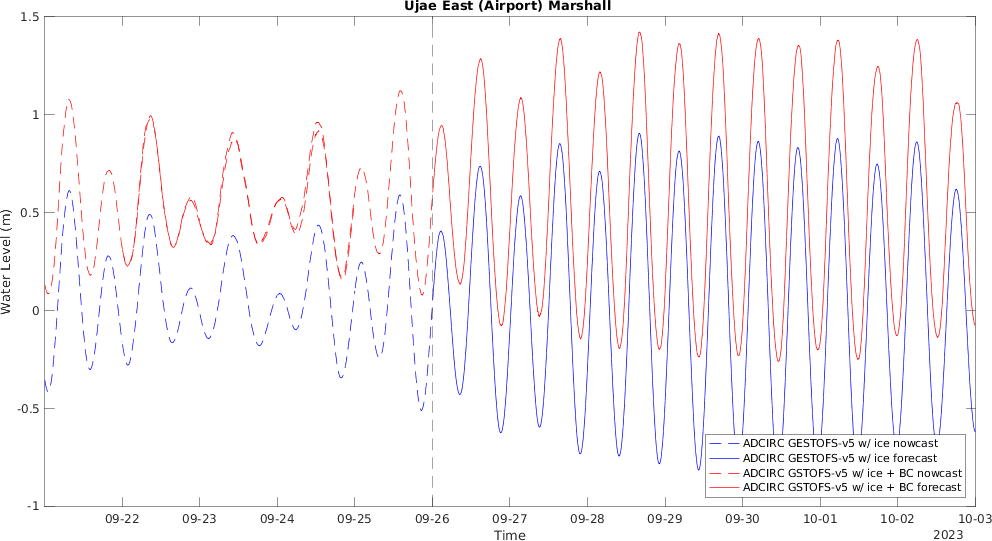 Ujae East (Airport) Marshall
1.5
1
0.5
0
-0.5
-1
Water Level (m)
ADCIRC GESTOFS-v5 w/ ice nowcast
ADCIRC GESTOFS-v5 w/ ice forecast
ADCIRC GSTOFS-v5 w/ ice + BC nowcast
ADCIRC GSTOFS-v5 w/ ice + BC forecast
09-22 09-23 09-24 09-25 09-26 09-27 09-28 09-29 09-30 10-01 10-02 10-03
Time
2023